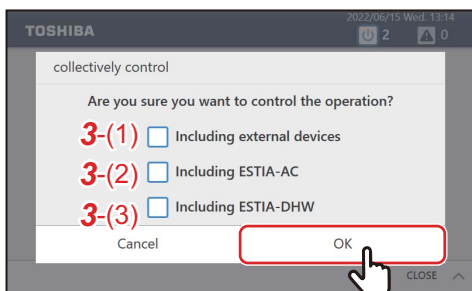 2022/06/15 Wed. 13:14
TOSHIBA
2 0
collectively control
Are you sure you want to control the operation?
3-(1) Including external devices
3-(2) Including ESTIA-AC
3-(3) Including ESTIA-DHW
Cancel OK
CLOSE